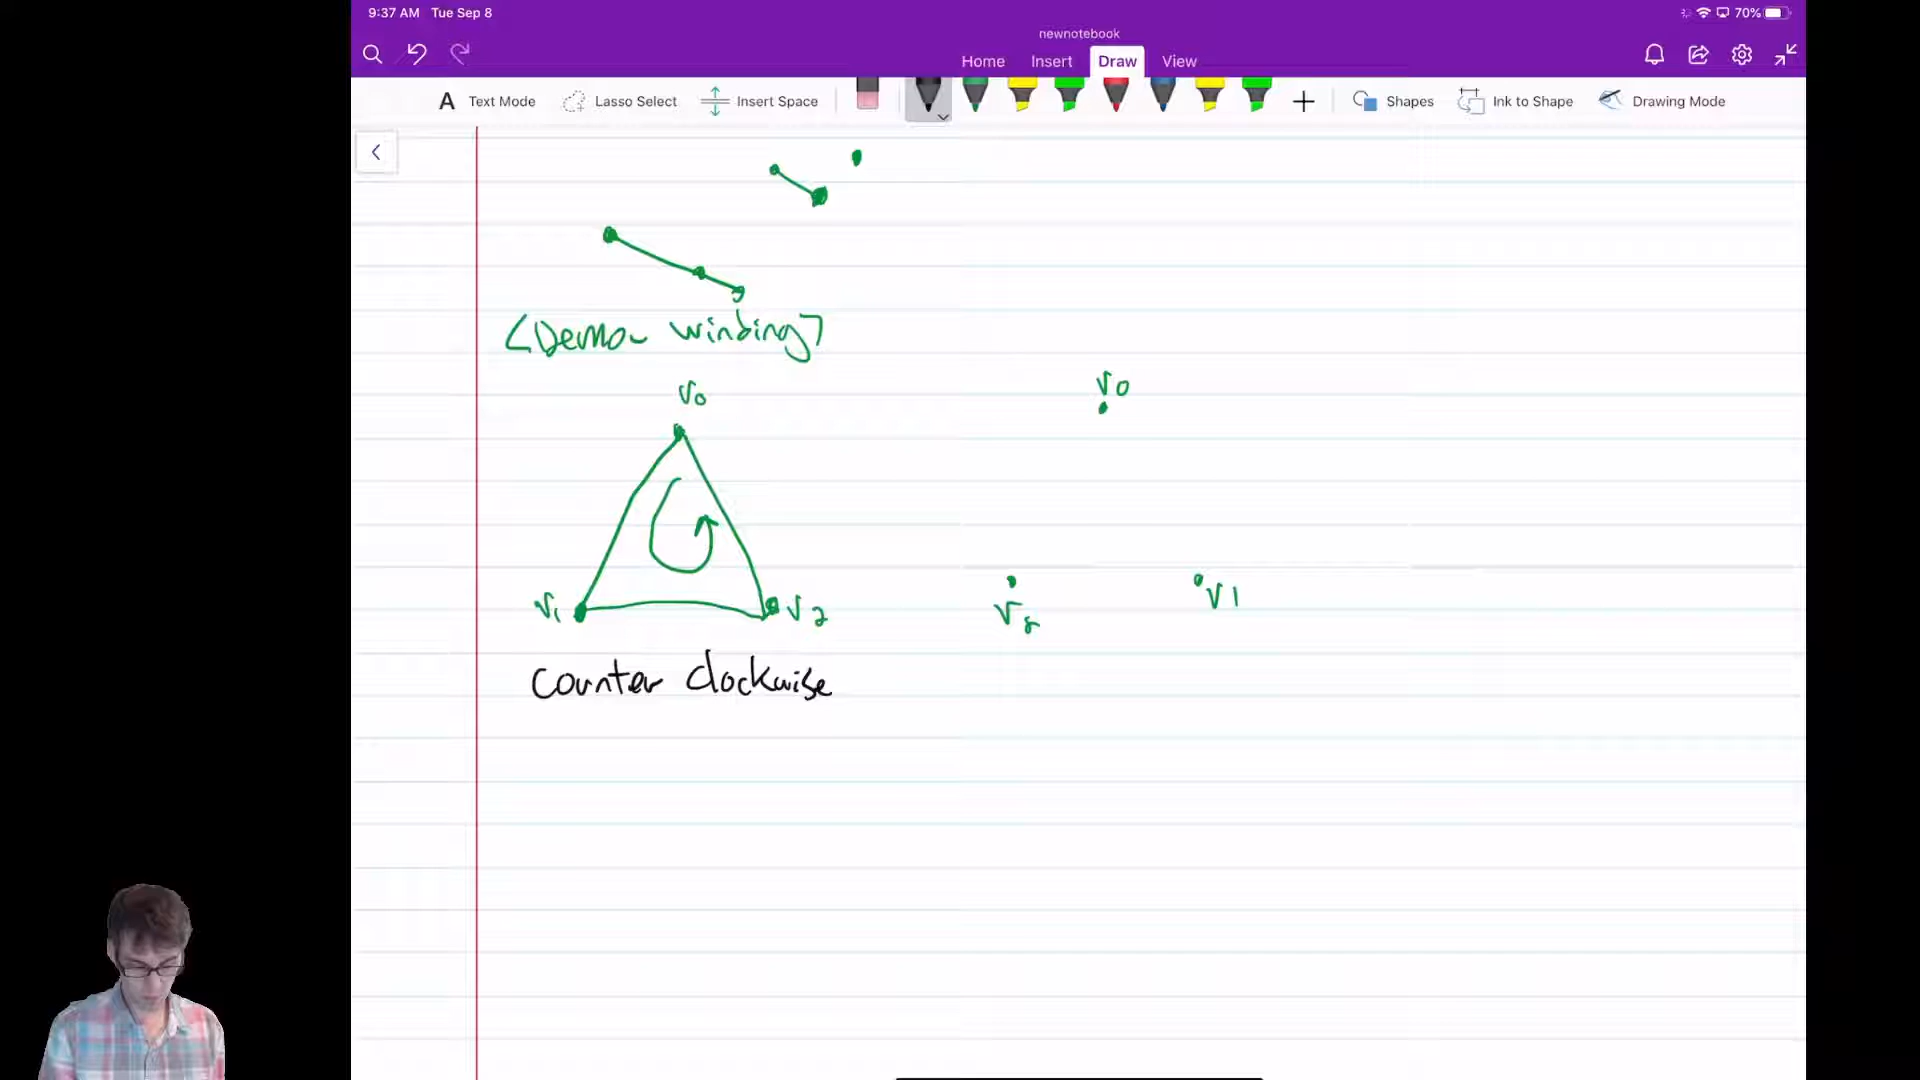 9:37 AM Tue Sep 8
70%
newnotebook
Home Insert Draw View
A Text Mode Lasso Select Insert Space Shapes Ink to Shape Drawing Mode
<Demo winding>
V0
V0
V1
V2
V2
V1
counter clockwise